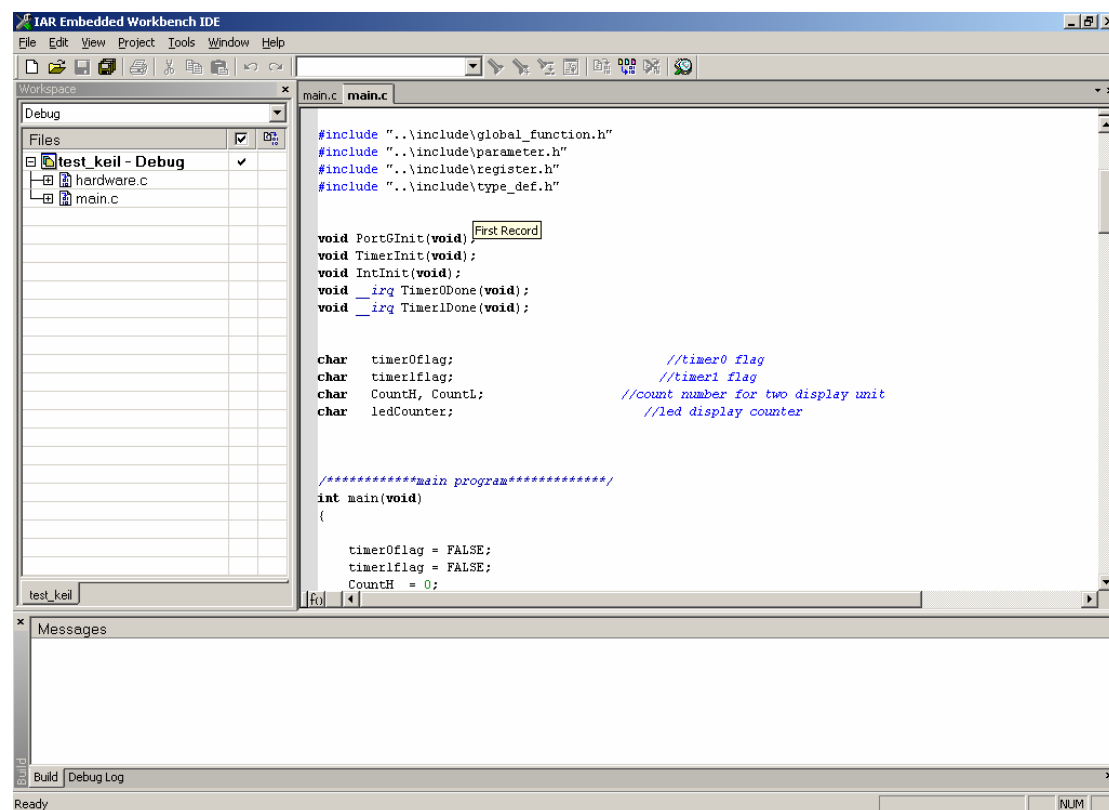 IAR Embedded Workbench IDE
File Edit View Project Tools Window Help
Workspace
Debug
Files
test_keil - Debug
hardware.c
main.c
test_keil
main.c main.c
#include "..\include\global_function.h"
#include "..\include\parameter.h"
#include "..\include\register.h"
#include "..\include\type_def.h"
void PortGInit(void);
First Record
void TimerInit(void);
void IntInit(void);
void __irq Timer0Done(void);
void __irq Timer1Done(void);
char timer0flag; //timer0 flag
char timer1flag; //timer1 flag
char CountH, CountL; //count number for two display unit
char ledCounter; //led display counter
/************main program*************/
int main(void)
{
timer0flag = FALSE;
timer1flag = FALSE;
CountH = 0;
f()
Messages
Build
Build Debug Log
Ready NUM